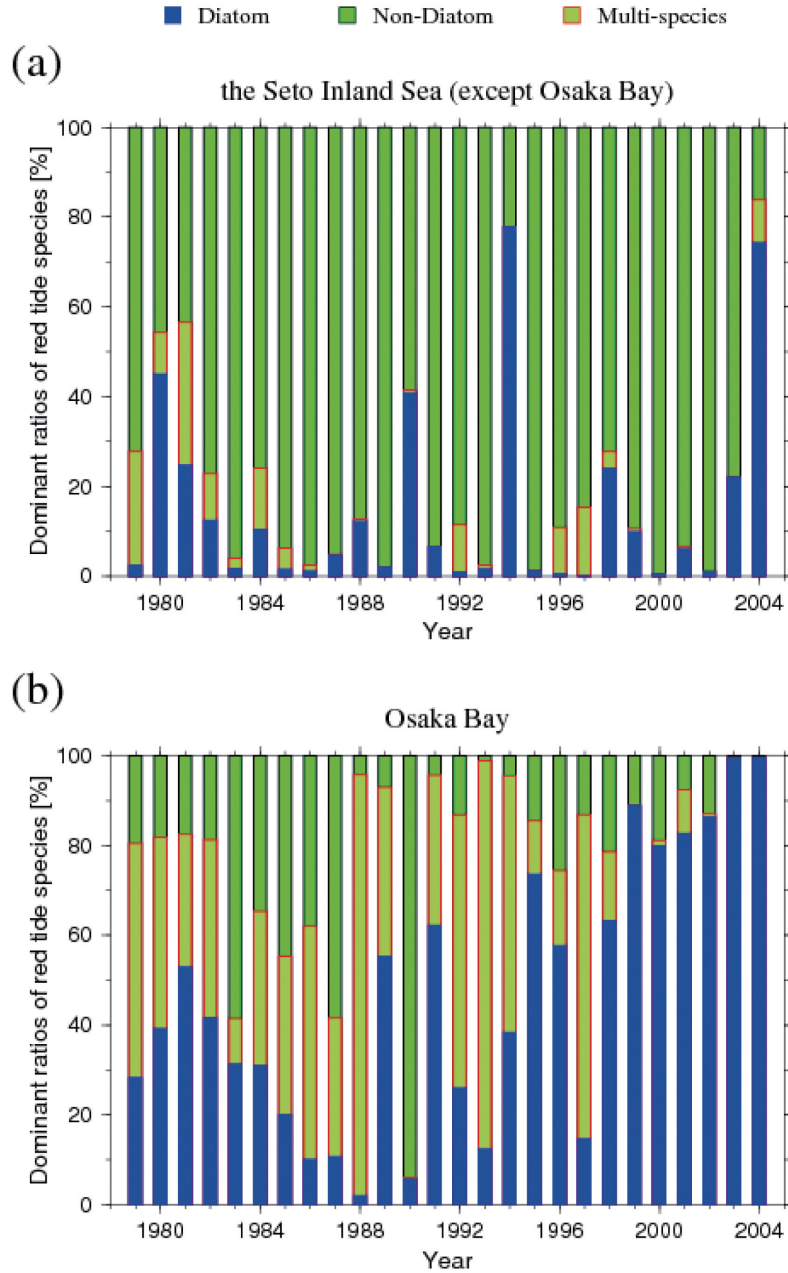 Diatom Non-Diatom Multi-species
(a)
the Seto Inland Sea (except Osaka Bay)
Dominant ratios of red tide species [%]
100
80
60
40
20
0
1980 1984 1988 1992 1996 2000 2004
Year
(b)
Osaka Bay
Dominant ratios of red tide species [%]
100
80
60
40
20
0
1980 1984 1988 1992 1996 2000 2004
Year